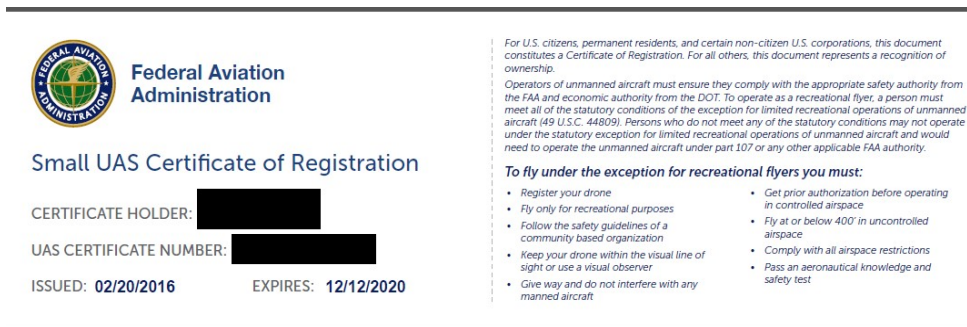 FEDERAL AVIATION
ADMINISTRATION
Federal Aviation
Administration
Small UAS Certificate of Registration
CERTIFICATE HOLDER:
UAS CERTIFICATE NUMBER:
ISSUED: 02/20/2016 EXPIRES: 12/12/2020
For U.S. citizens, permanent residents, and certain non-citizen U.S. corporations, this document
constitutes a Certificate of Registration. For all others, this document represents a recognition of
ownership.
Operators of unmanned aircraft must ensure they comply with the appropriate safety authority from
the FAA and economic authority from the DOT. To operate as a recreational flyer, a person must
meet all of the statutory conditions of the exception for limited recreational operations of unmanned
aircraft (49 U.S.C. 44809). Persons who do not meet any of the statutory conditions may not operate
under the statutory exception for limited recreational operations of unmanned aircraft and would
need to operate the unmanned aircraft under part 107 or any other applicable FAA authority.
To fly under the exception for recreational flyers you must:
• Register your drone
• Fly only for recreational purposes
• Follow the safety guidelines of a
community based organization
• Keep your drone within the visual line of
sight or use a visual observer
• Give way and do not interfere with any
manned aircraft
• Get prior authorization before operating
in controlled airspace
• Fly at or below 400' in uncontrolled
airspace
• Comply with all airspace restrictions
• Pass an aeronautical knowledge and
safety test